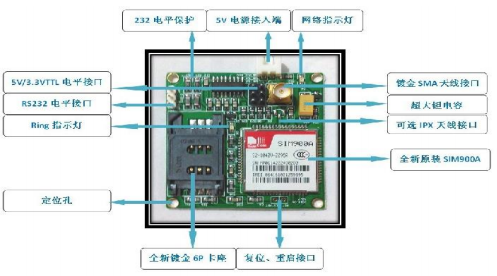 232 电平保护
5V 电源接入端
网络指示灯
5V/3.3VTTL 电平接口
RS232 电平接口
Ring 指示灯
定位孔
镀金 SMA 天线接口
超大钽电容
可选 IPX 天线接口
全新原装 SIM900A
SIM900A
全新镀金 6P 卡座
复位、重启接口